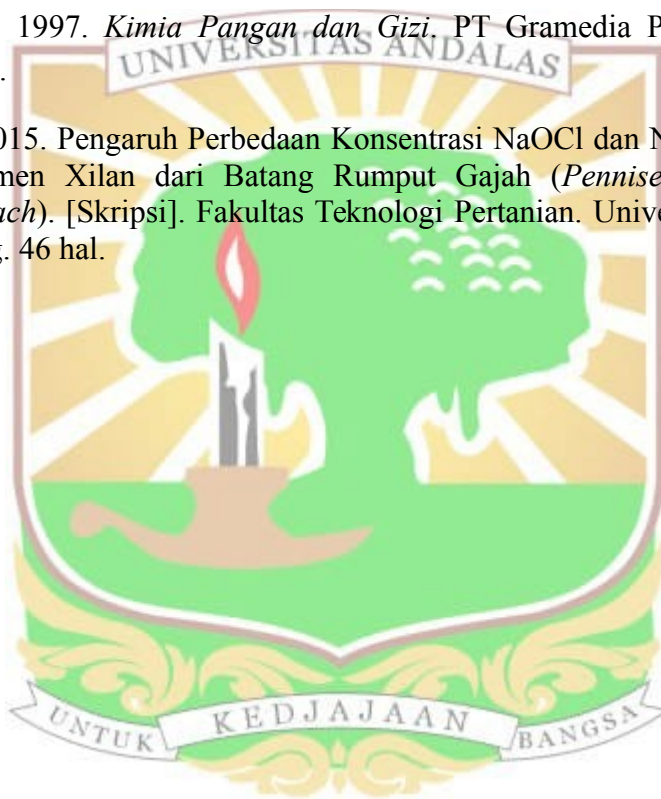 1997. Kimia Pangan dan Gizi. PT Gramedia P
UNIVERSITAS ANDALAS
.
015. Pengaruh Perbedaan Konsentrasi NaOCl dan N
men Xilan dari Batang Rumput Gajah (Pennise
ach). [Skripsi]. Fakultas Teknologi Pertanian. Unive
g. 46 hal.
UNTUK KEDJAJAAN BANGSA